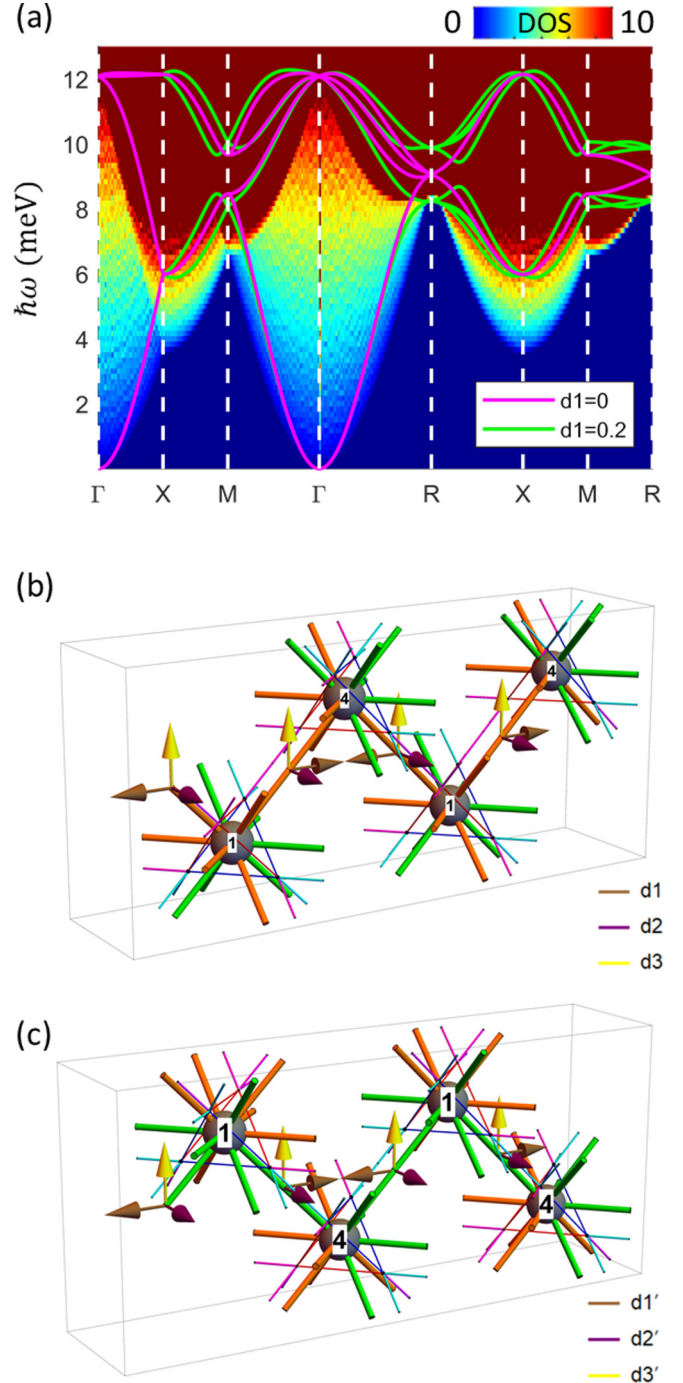 (a)
0 DOS 10
12
10
8
6
4
2
ħω (meV)
d1=0
d1=0.2
Γ X M Γ R X M R
(b)
4
4
1
1
d1
d2
d3
(c)
1
1
4
4
d1′
d2′
d3′